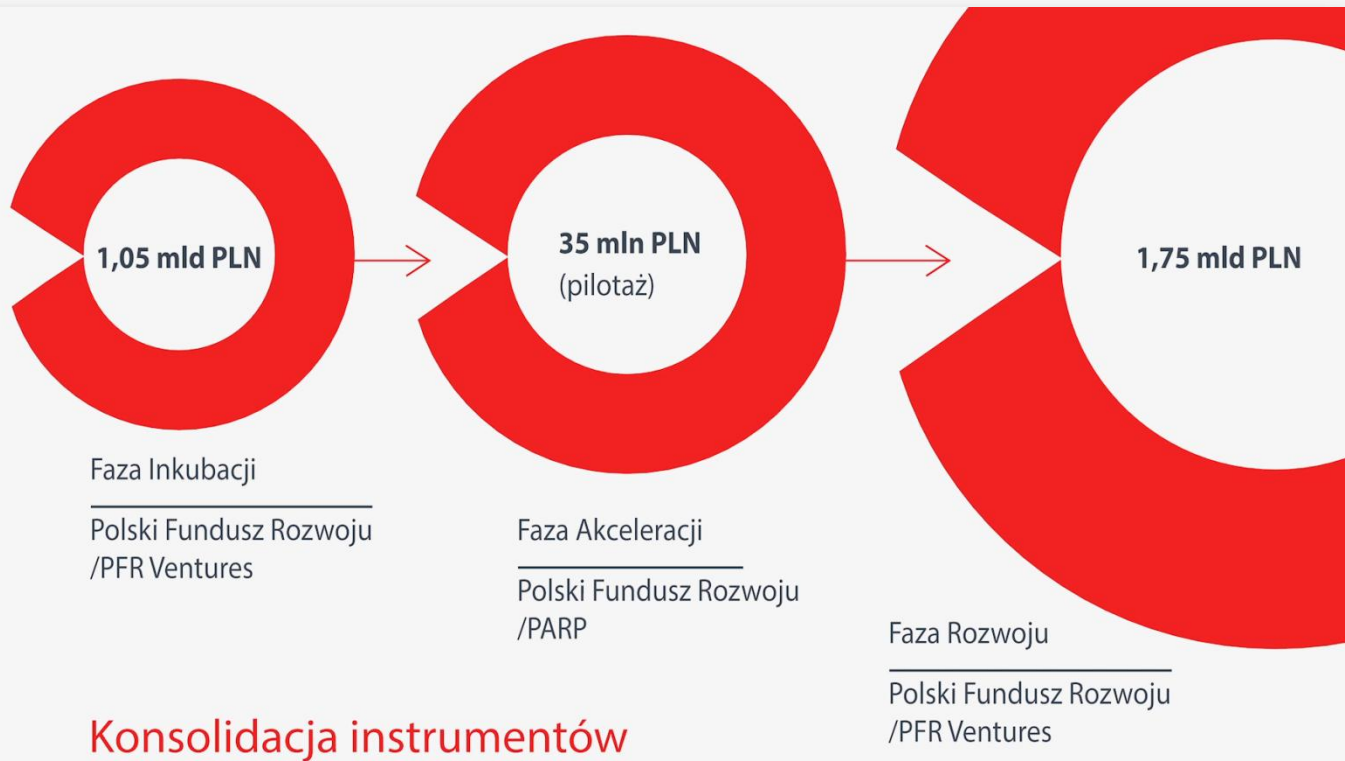 1,05 mld PLN
35 mln PLN
(pilotaż)
1,75 mld PLN
Faza Inkubacji
Polski Fundusz Rozwoju
/PFR Ventures
Faza Akceleracji
Polski Fundusz Rozwoju
/PARP
Faza Rozwoju
Polski Fundusz Rozwoju
/PFR Ventures
Konsolidacja instrumentów